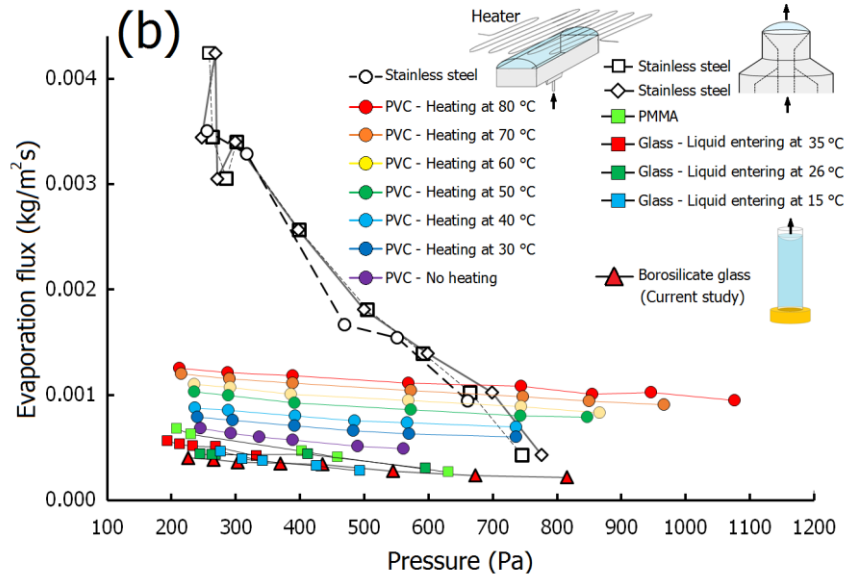 (b)
Heater
Evaporation flux (kg/m²s)
0.004
0.003
0.002
0.001
0.000
Stainless steel
PVC - Heating at 80 °C
PVC - Heating at 70 °C
PVC - Heating at 60 °C
PVC - Heating at 50 °C
PVC - Heating at 40 °C
PVC - Heating at 30 °C
PVC - No heating
Stainless steel
Stainless steel
PMMA
Glass - Liquid entering at 35 °C
Glass - Liquid entering at 26 °C
Glass - Liquid entering at 15 °C
Borosilicate glass
(Current study)
100 200 300 400 500 600 700 800 900 1000 1100 1200
Pressure (Pa)